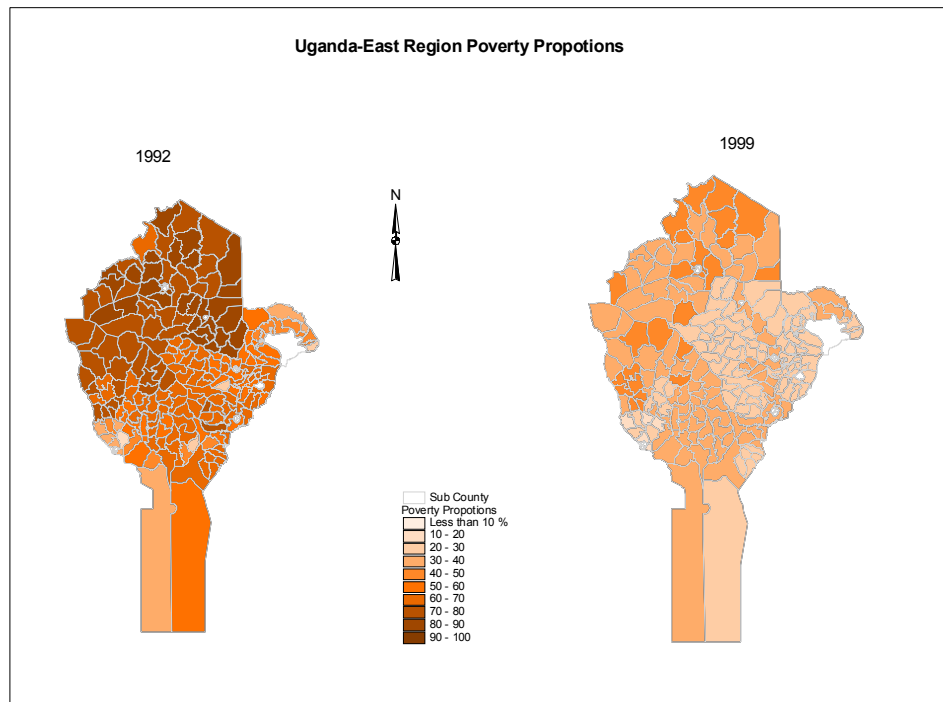 Uganda-East Region Poverty Propotions
1992
1999
N
Sub County
Poverty Propotions
Less than 10 %
10 - 20
20 - 30
30 - 40
40 - 50
50 - 60
60 - 70
70 - 80
80 - 90
90 - 100